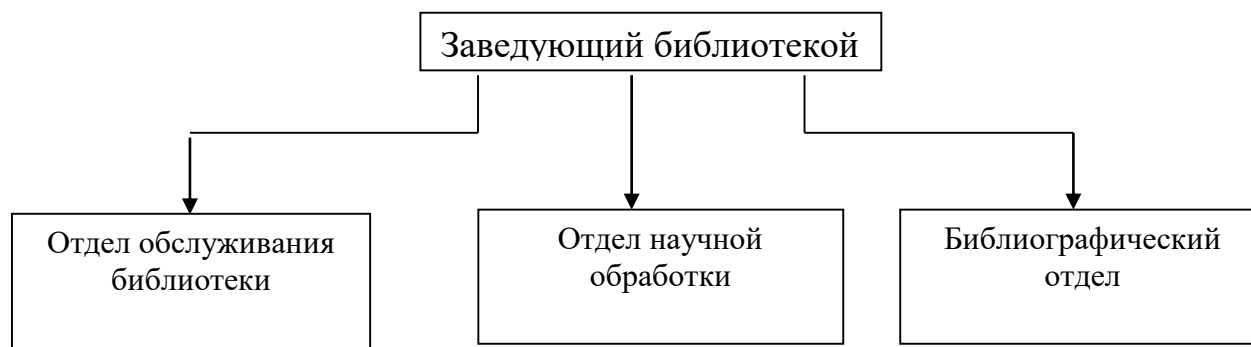 Заведующий библиотекой
Отдел обслуживания
библиотеки
Отдел научной
обработки
Библиографический
отдел